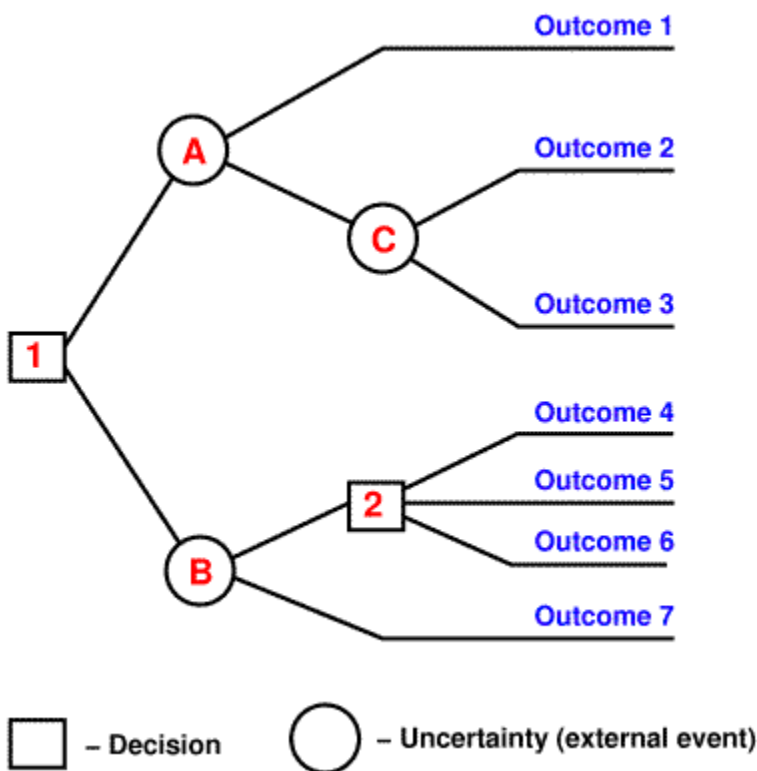 Outcome 1
A
Outcome 2
C
Outcome 3
1
Outcome 4
Outcome 5
2
Outcome 6
B
Outcome 7
– Decision
– Uncertainty (external event)